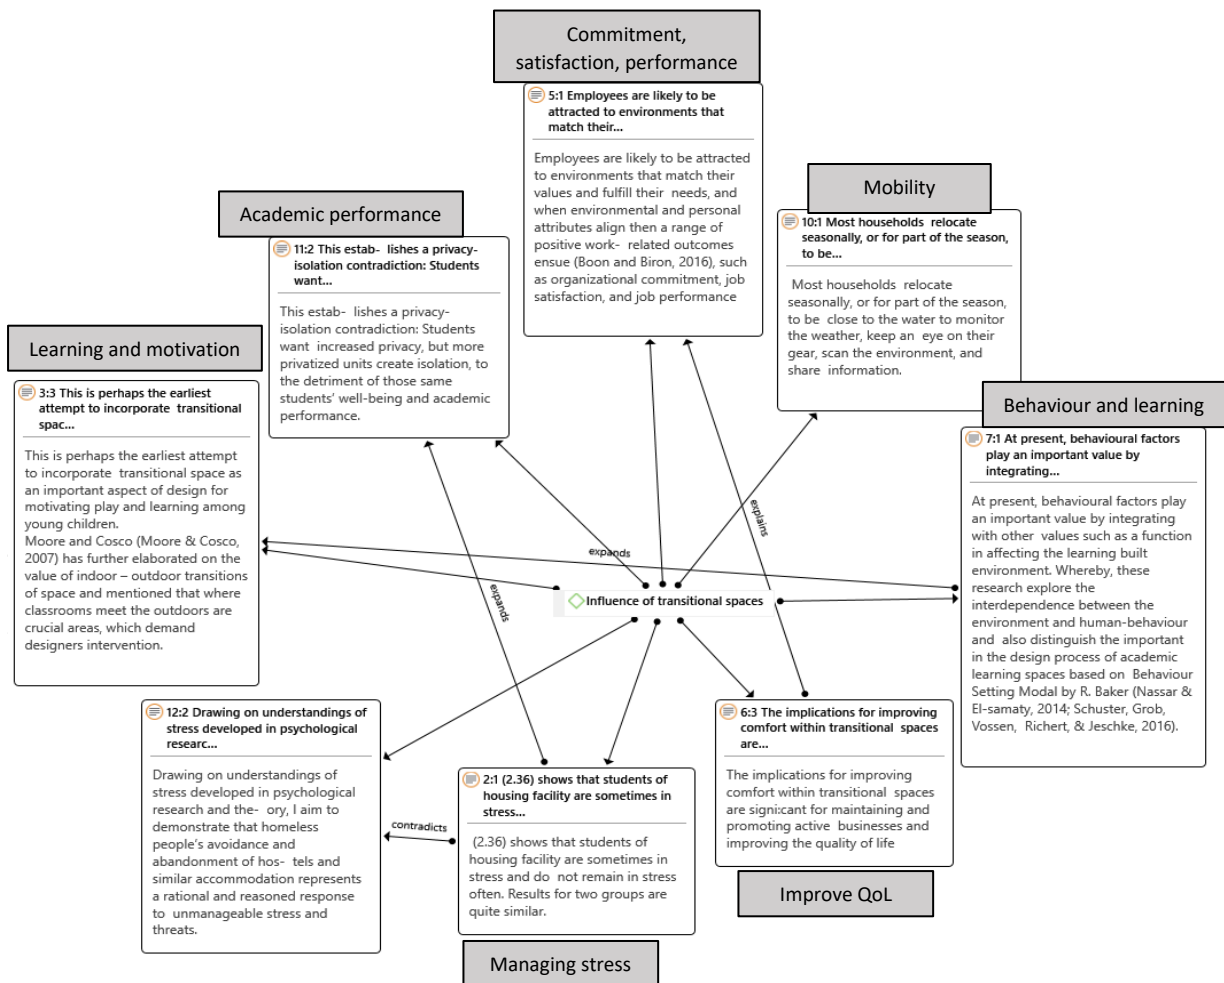 Commitment,
satisfaction, performance
5:1 Employees are likely to be
attracted to environments that
match their...
Employees are likely to be attracted
to environments that match their
values and fulfill their needs, and
when environmental and personal
attributes align then a range of
positive work- related outcomes
ensue (Boon and Biron, 2016), such
as organizational commitment, job
satisfaction, and job performance
Mobility
10:1 Most households relocate
seasonally, or for part of the season,
to be...
Most households relocate
seasonally, or for part of the season,
to be close to the water to monitor
the weather, keep an eye on their
gear, scan the environment, and
share information.
Academic performance
11:2 This estab- lishes a privacy-
isolation contradiction: Students
want...
This estab- lishes a privacy-
isolation contradiction: Students
want increased privacy, but more
privatized units create isolation, to
the detriment of those same
students' well-being and academic
performance.
Learning and motivation
3:3 This is perhaps the earliest
attempt to incorporate transitional
spac...
This is perhaps the earliest attempt
to incorporate transitional space as
an important aspect of design for
motivating play and learning among
young children.
Moore and Cosco (Moore & Cosco,
2007) has further elaborated on the
value of indoor – outdoor transitions
of space and mentioned that where
classrooms meet the outdoors are
crucial areas, which demand
designers intervention.
Behaviour and learning
7:1 At present, behavioural factors
play an important value by
integrating...
At present, behavioural factors play
an important value by integrating
with other values such as a function
in affecting the learning built
environment. Whereby, these
research explore the
interdependence between the
environment and human-behaviour
and also distinguish the important
in the design process of academic
learning spaces based on Behaviour
Setting Modal by R. Baker (Nassar &
El-samaty, 2014; Schuster, Grob,
Vossen, Richert, & Jeschke, 2016).
explains
expands
expands
Influence of transitional spaces
12:2 Drawing on understandings of
stress developed in psychological
researc...
Drawing on understandings of
stress developed in psychological
research and the- ory, I aim to
demonstrate that homeless
people's avoidance and
abandonment of hos- tels and
similar accommodation represents
a rational and reasoned response
to unmanageable stress and
threats.
contradicts
2:1 (2.36) shows that students of
housing facility are sometimes in
stress...
(2.36) shows that students of
housing facility are sometimes in
stress and do not remain in stress
often. Results for two groups are
quite similar.
Managing stress
6:3 The implications for improving
comfort within transitional spaces
are...
The implications for improving
comfort within transitional spaces
are signi:cant for maintaining and
promoting active businesses and
improving the quality of life
Improve QoL